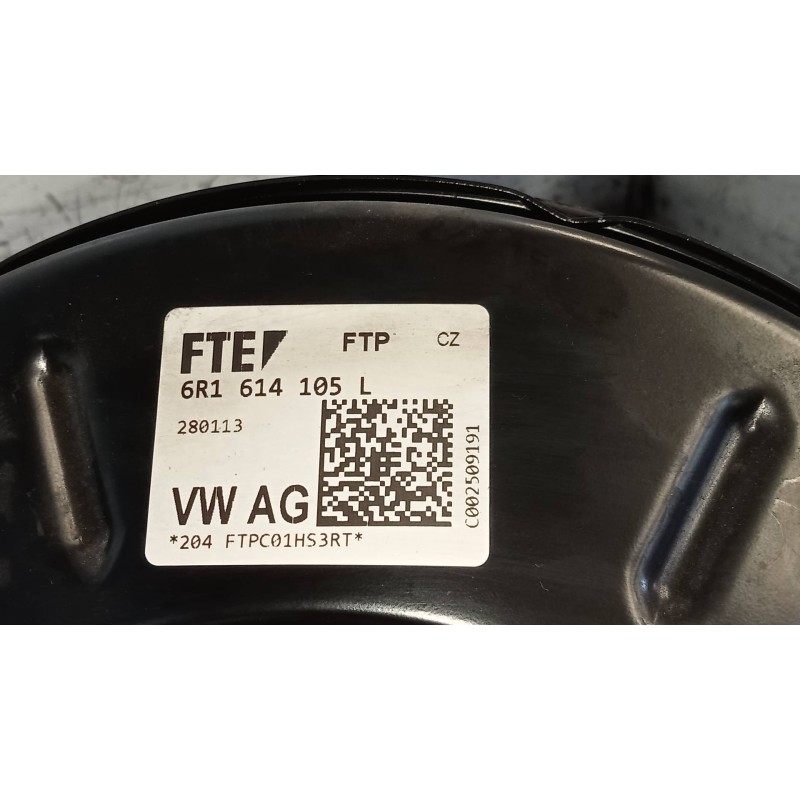 FTE FTP CZ
6R1 614 105 L
280113
VW AG
C002509191
*204 FTPC01HS3RT*